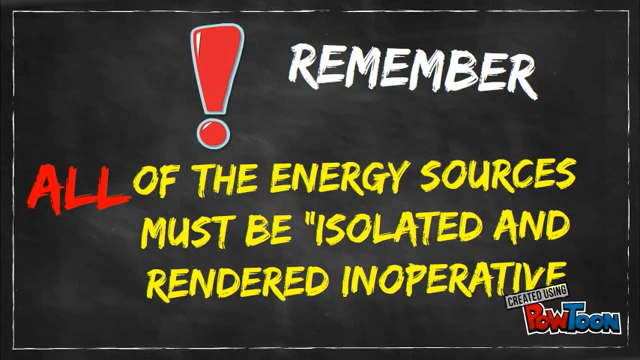 REMEMBER
ALL OF THE ENERGY SOURCES
MUST BE "ISOLATED AND
RENDERED INOPERATIVE
CREATED USING
POWTOON